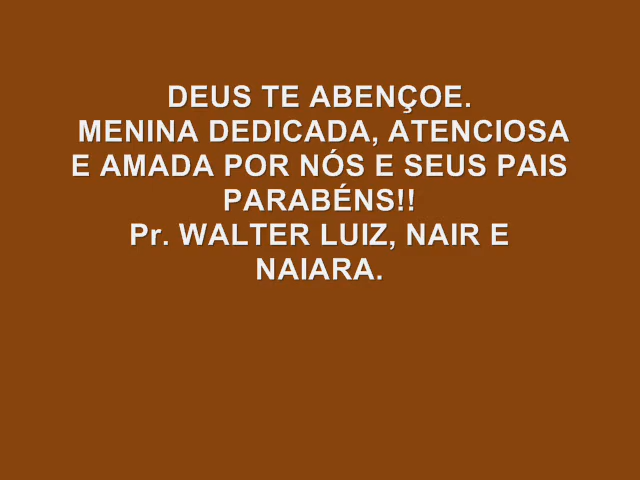 DEUS TE ABENÇOE.
MENINA DEDICADA, ATENCIOSA
E AMADA POR NÓS E SEUS PAIS
PARABÉNS!!
Pr. WALTER LUIZ, NAIR E
NAIARA.